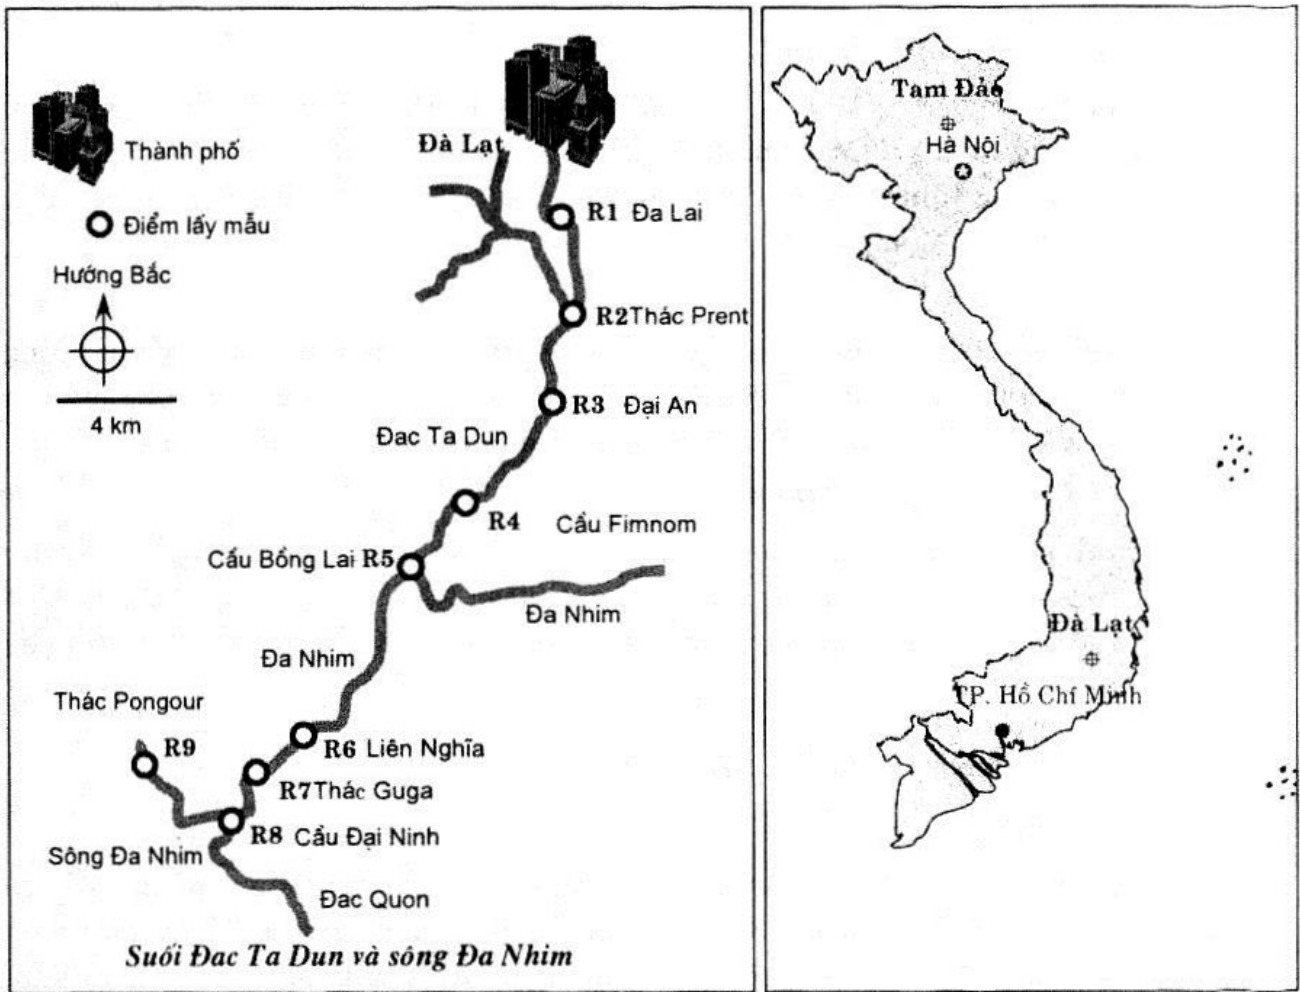 Thành phố
Điểm lấy mẫu
Hướng Bắc
4 km
Đà Lạt
R1 Đa Lai
R2 Thác Prent
R3 Đại An
Đac Ta Dun
R4
Cầu Fimnom
Cầu Bồng Lai R5
Đa Nhim
Đa Nhim
Thác Pongour
R9
R6 Liên Nghĩa
R7 Thác Guga
R8 Cầu Đại Ninh
Sông Đa Nhim
Đac Quon
Suối Đac Ta Dun và sông Đa Nhim
Tam Đảo
Hà Nội
Đà Lạt
TP. Hồ Chí Minh